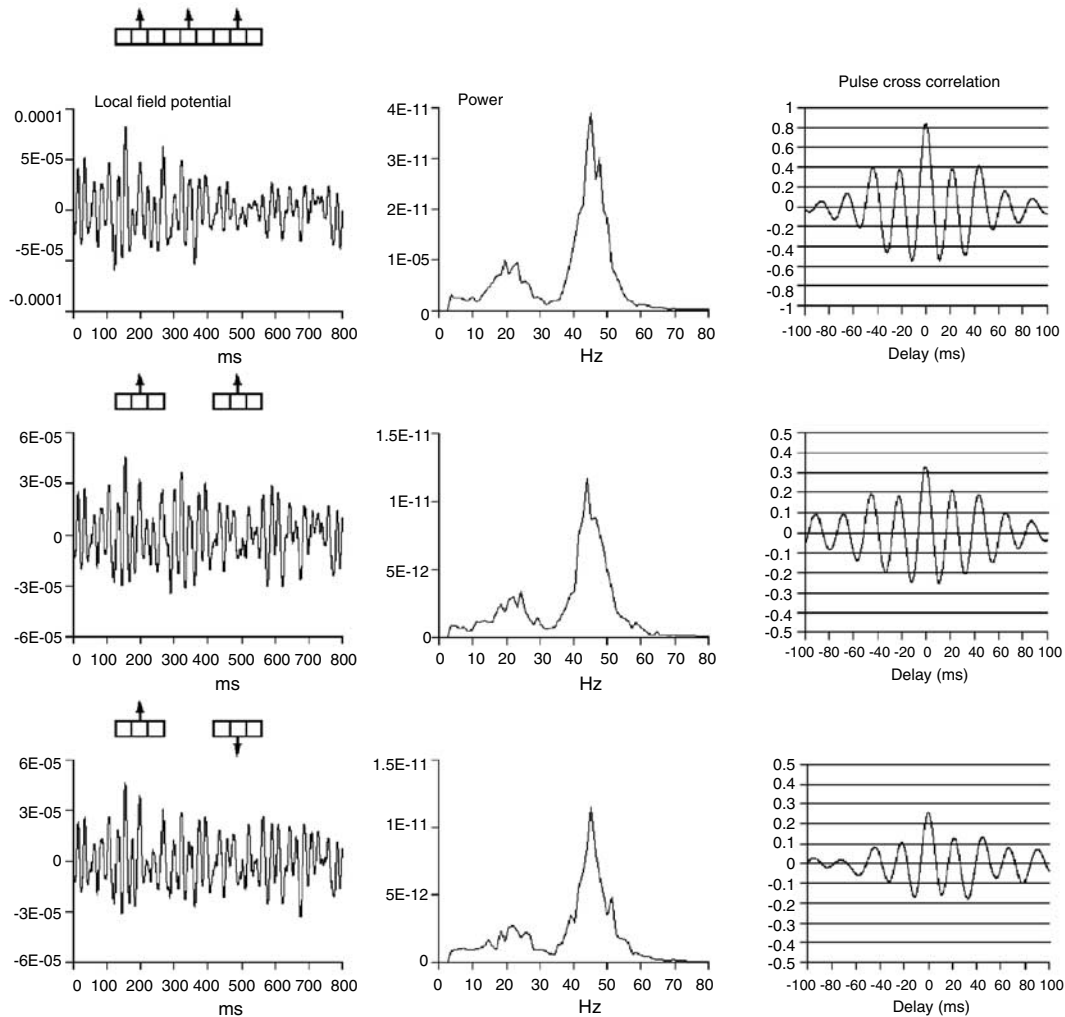 Local field potential
Power
Pulse cross correlation
0.0001
5E-05
0
-5E-05
-0.0001
0 100 200 300 400 500 600 700 800
ms
4E-11
3E-11
2E-11
1E-05
0
0 10 20 30 40 50 60 70 80
Hz
1
0.8
0.6
0.4
0.2
0
-0.2
-0.4
-0.6
-0.8
-1
-100 -80 -60 -40 -20 0 20 40 60 80 100
Delay (ms)
6E-05
3E-05
0
-3E-05
-6E-05
0 100 200 300 400 500 600 700 800
ms
1.5E-11
1E-11
5E-12
0
0 10 20 30 40 50 60 70 80
Hz
0.5
0.4
0.3
0.2
0.1
0
-0.1
-0.2
-0.3
-0.4
-0.5
-100 -80 -60 -40 -20 0 20 40 60 80 100
Delay (ms)
6E-05
3E-05
0
-3E-05
-6E-05
0 100 200 300 400 500 600 700 800
ms
1.5E-11
1E-11
5E-12
0
0 10 20 30 40 50 60 70 80
Hz
0.5
0.4
0.3
0.2
0.1
0
-0.1
-0.2
-0.3
-0.4
-0.5
-100 -80 -60 -40 -20 0 20 40 60 80 100
Delay (ms)